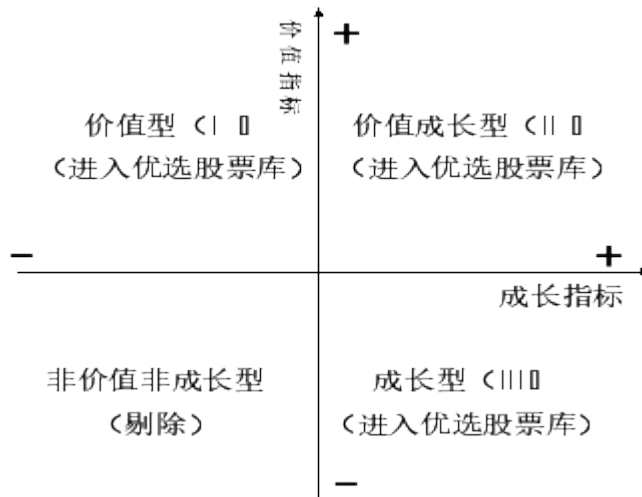 价值指标
+
价值型（I
价值成长型（II
（进入优选股票库）
（进入优选股票库）
−
+
成长指标
非价值非成长型
成长型（III
（剔除）
（进入优选股票库）
−